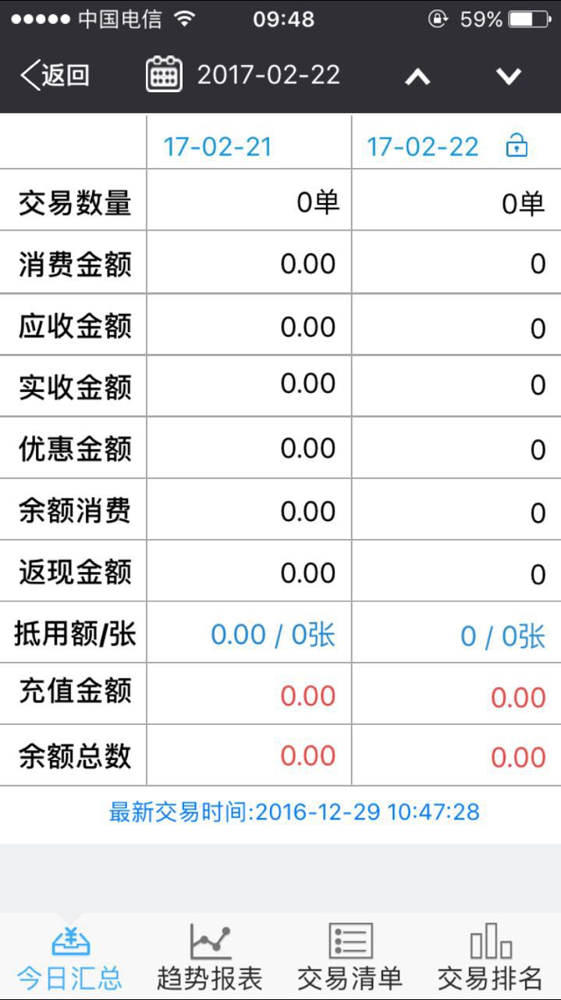 中国电信 09:48 59%
返回 2017-02-22
17-02-21 17-02-22
交易数量 0单 0单
消费金额 0.00 0
应收金额 0.00 0
实收金额 0.00 0
优惠金额 0.00 0
余额消费 0.00 0
返现金额 0.00 0
抵用额/张 0.00 / 0张 0 / 0张
充值金额 0.00 0.00
余额总数 0.00 0.00
最新交易时间:2016-12-29 10:47:28
今日汇总 趋势报表 交易清单 交易排名